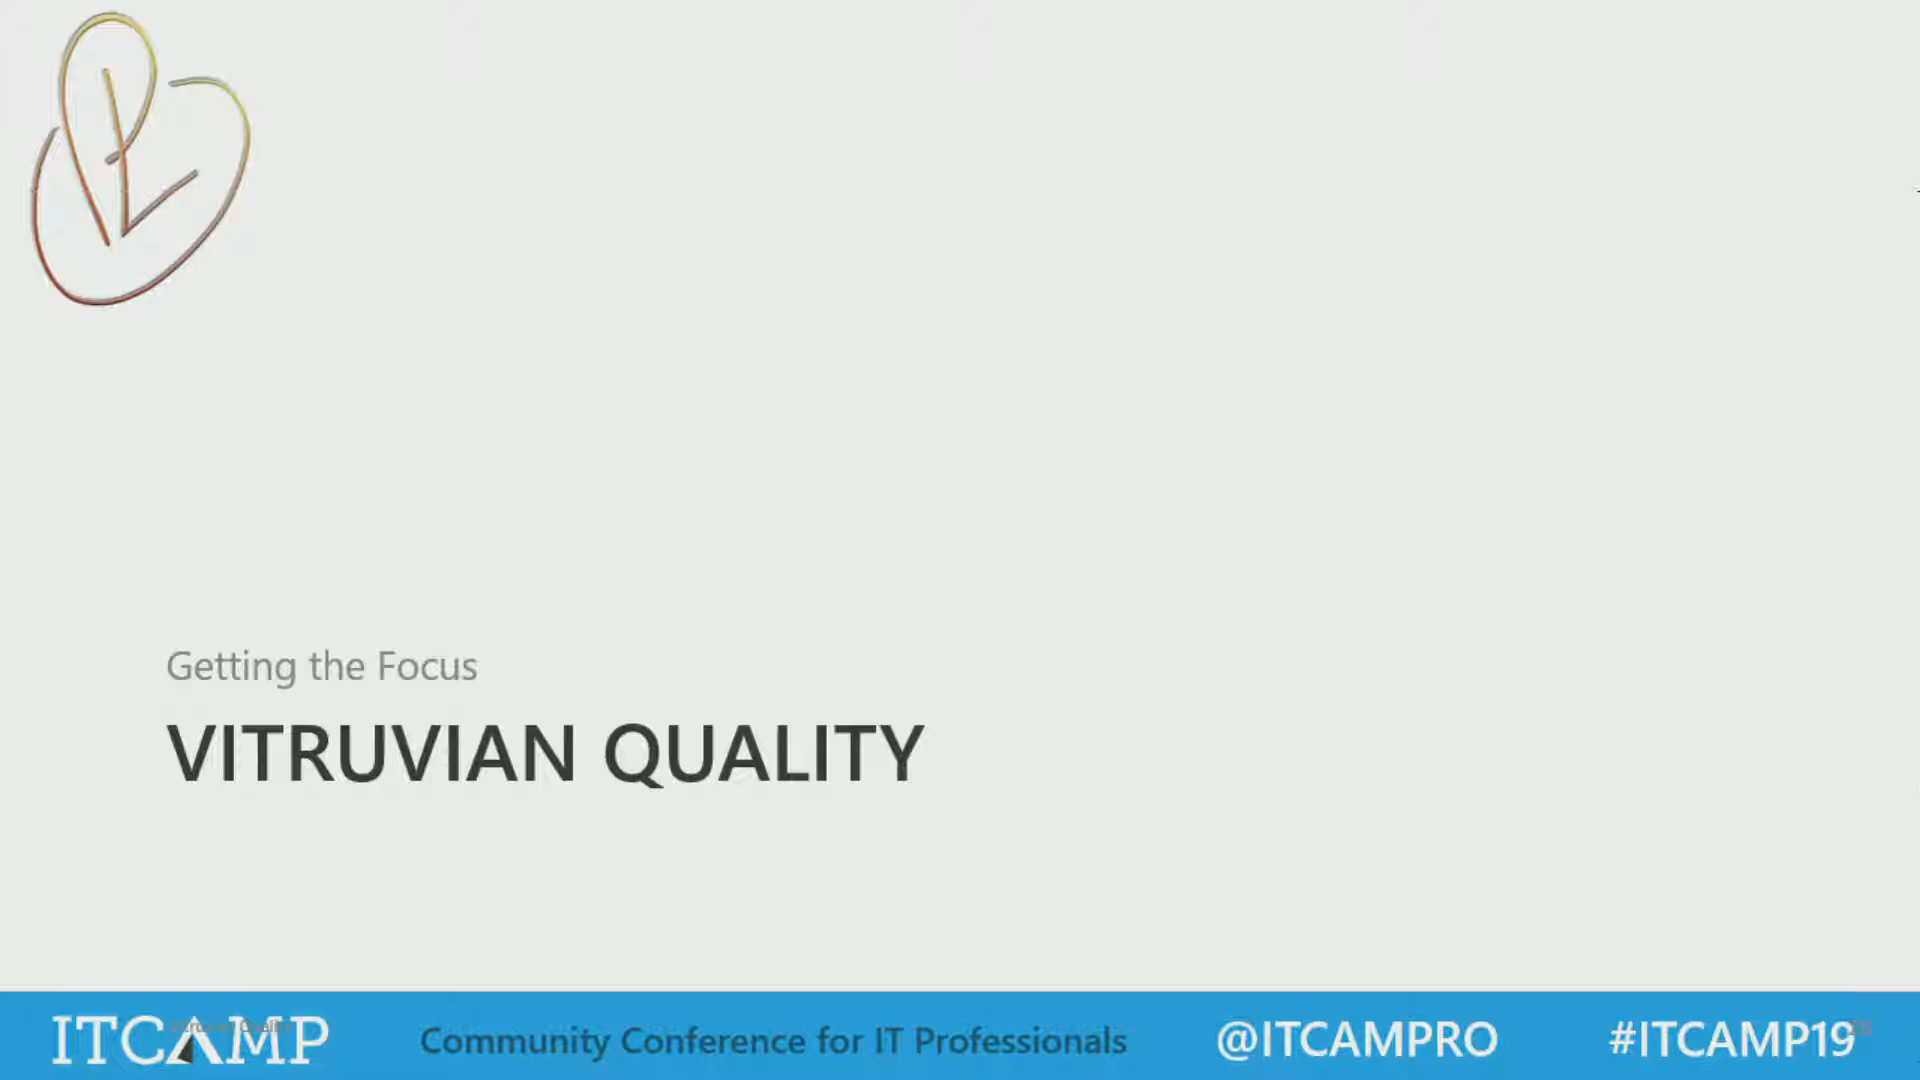 Getting the Focus
VITRUVIAN QUALITY
ITCAMP
Community Conference for IT Professionals
@ITCAMPRO
#ITCAMP19